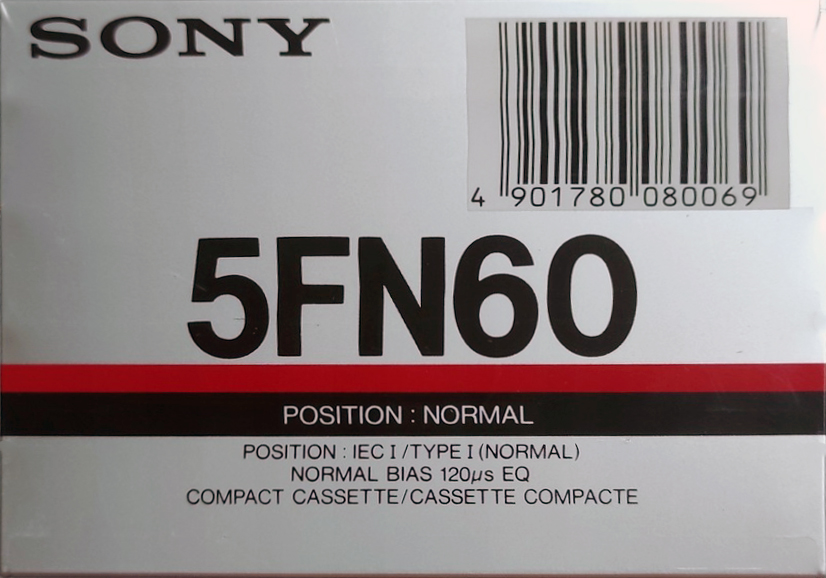 SONY
4 901780 080069
5FN60
POSITION : NORMAL
POSITION : IEC I / TYPE I (NORMAL)
NORMAL BIAS 120μs EQ
COMPACT CASSETTE/CASSETTE COMPACTE